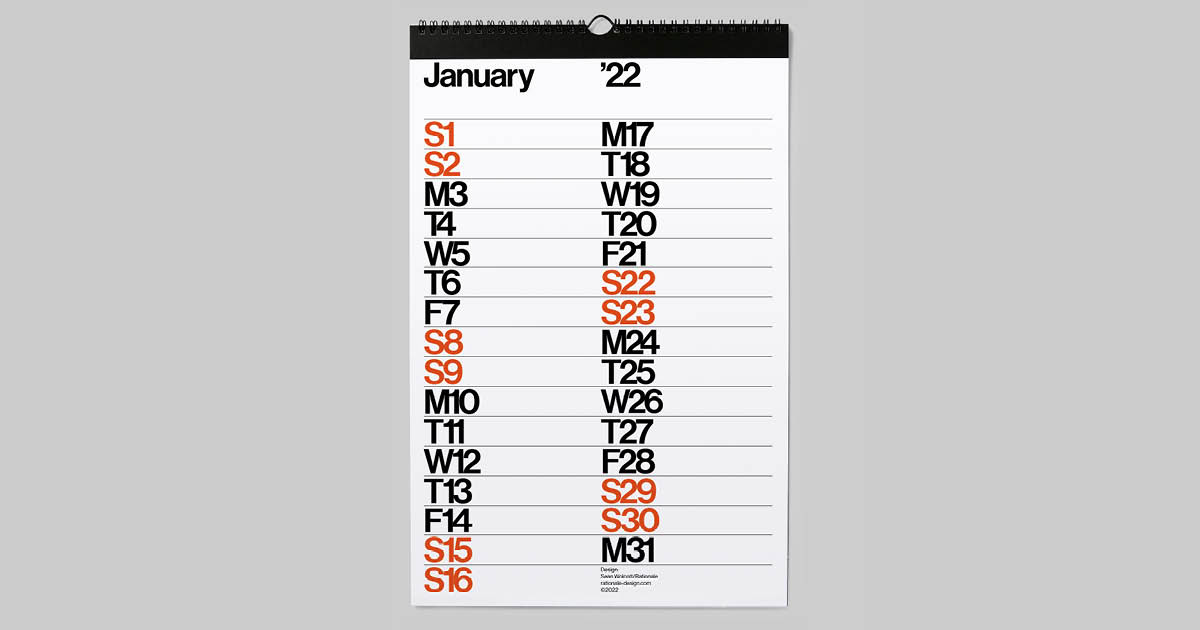 January '22
S1
S2
M3
T4
W5
T6
F7
S8
S9
M10
T11
W12
T13
F14
S15
S16
M17
T18
W19
T20
F21
S22
S23
M24
T25
W26
T27
F28
S29
S30
M31
Design:
Sean Wolcott/Rationale
rationale-design.com
©2022